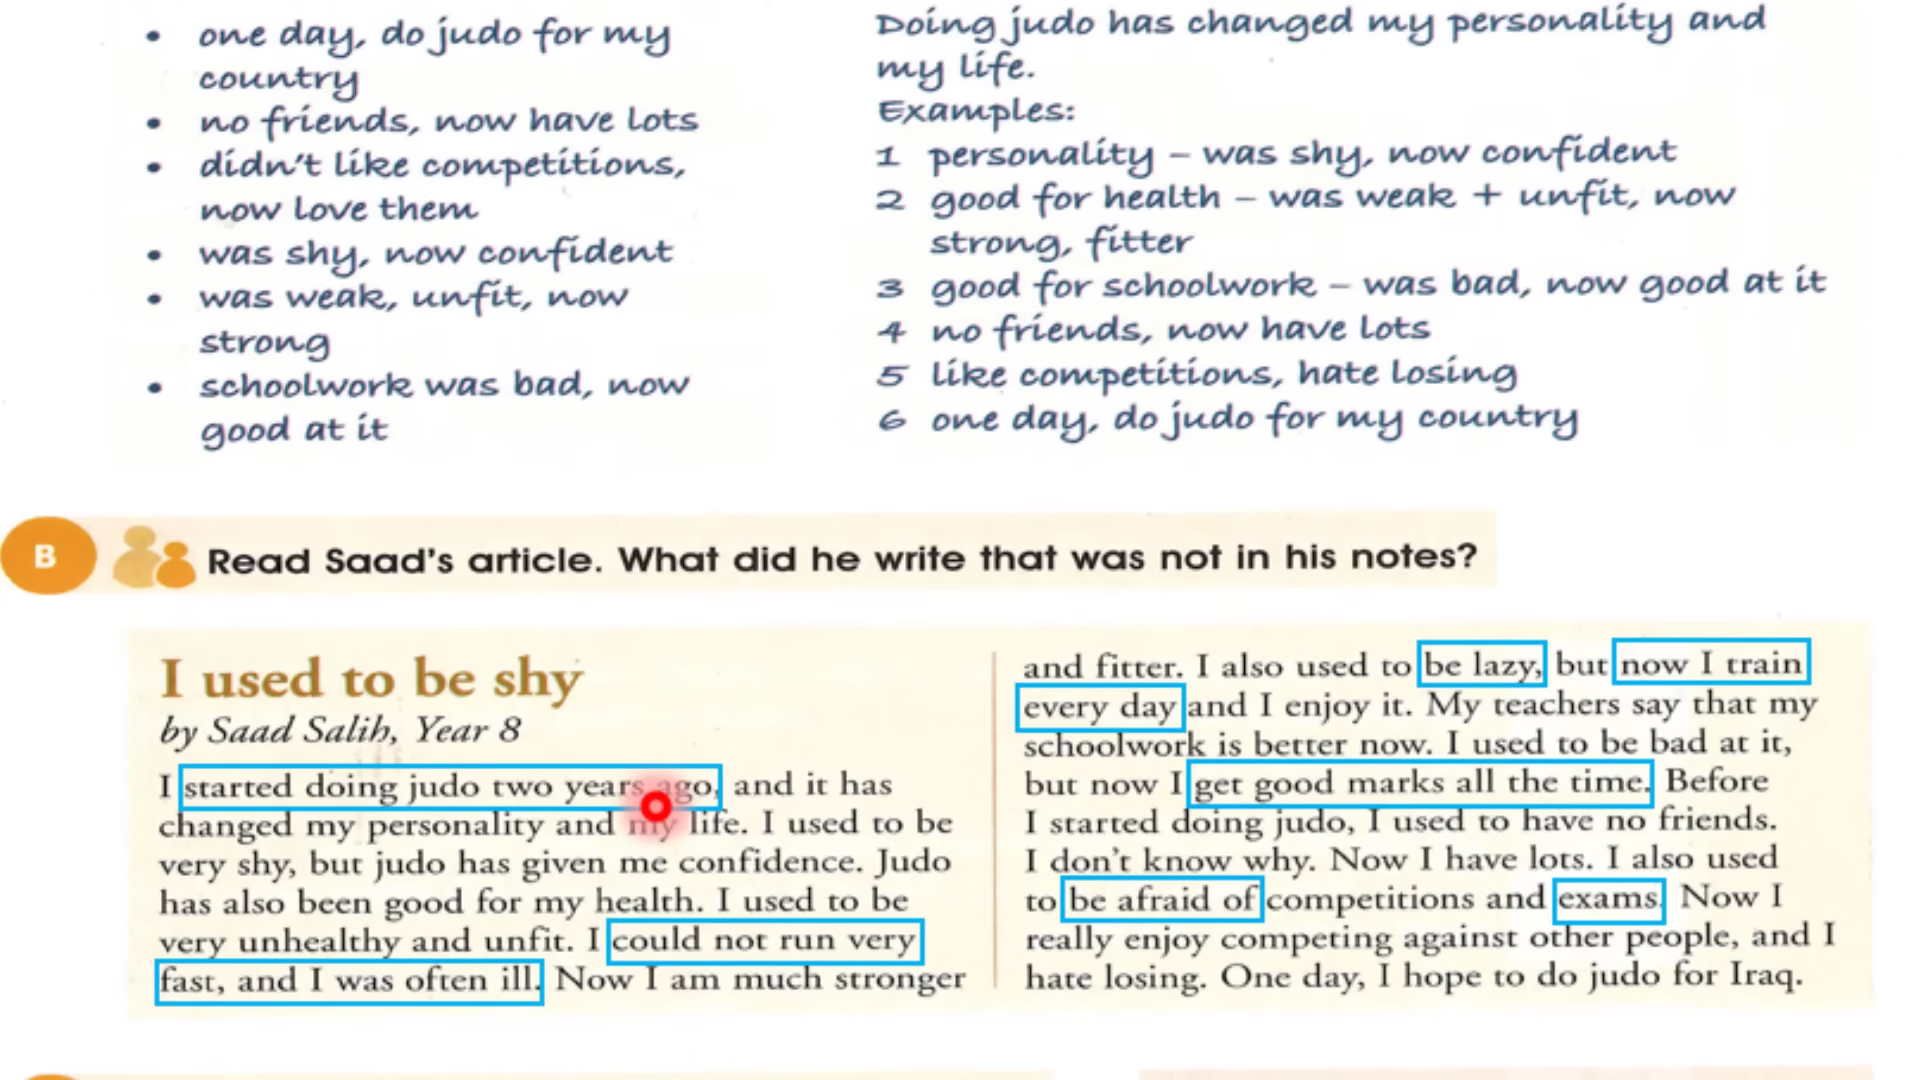 one day, do judo for my
country
no friends, now have lots
didn't like competitions,
now love them
was shy, now confident
was weak, unfit, now
strong
schoolwork was bad, now
good at it
Doing judo has changed my personality and
my life.
Examples:
1 personality – was shy, now confident
2 good for health – was weak + unfit, now
strong, fitter
3 good for schoolwork – was bad, now good at it
4 no friends, now have lots
5 like competitions, hate losing
6 one day, do judo for my country
B Read Saad's article. What did he write that was not in his notes?
I used to be shy
by Saad Salih, Year 8
I started doing judo two years ago, and it has
changed my personality and my life. I used to be
very shy, but judo has given me confidence. Judo
has also been good for my health. I used to be
very unhealthy and unfit. I could not run very
fast, and I was often ill. Now I am much stronger
and fitter. I also used to be lazy, but now I train
every day and I enjoy it. My teachers say that my
schoolwork is better now. I used to be bad at it,
but now I get good marks all the time. Before
I started doing judo, I used to have no friends.
I don't know why. Now I have lots. I also used
to be afraid of competitions and exams. Now I
really enjoy competing against other people, and I
hate losing. One day, I hope to do judo for Iraq.